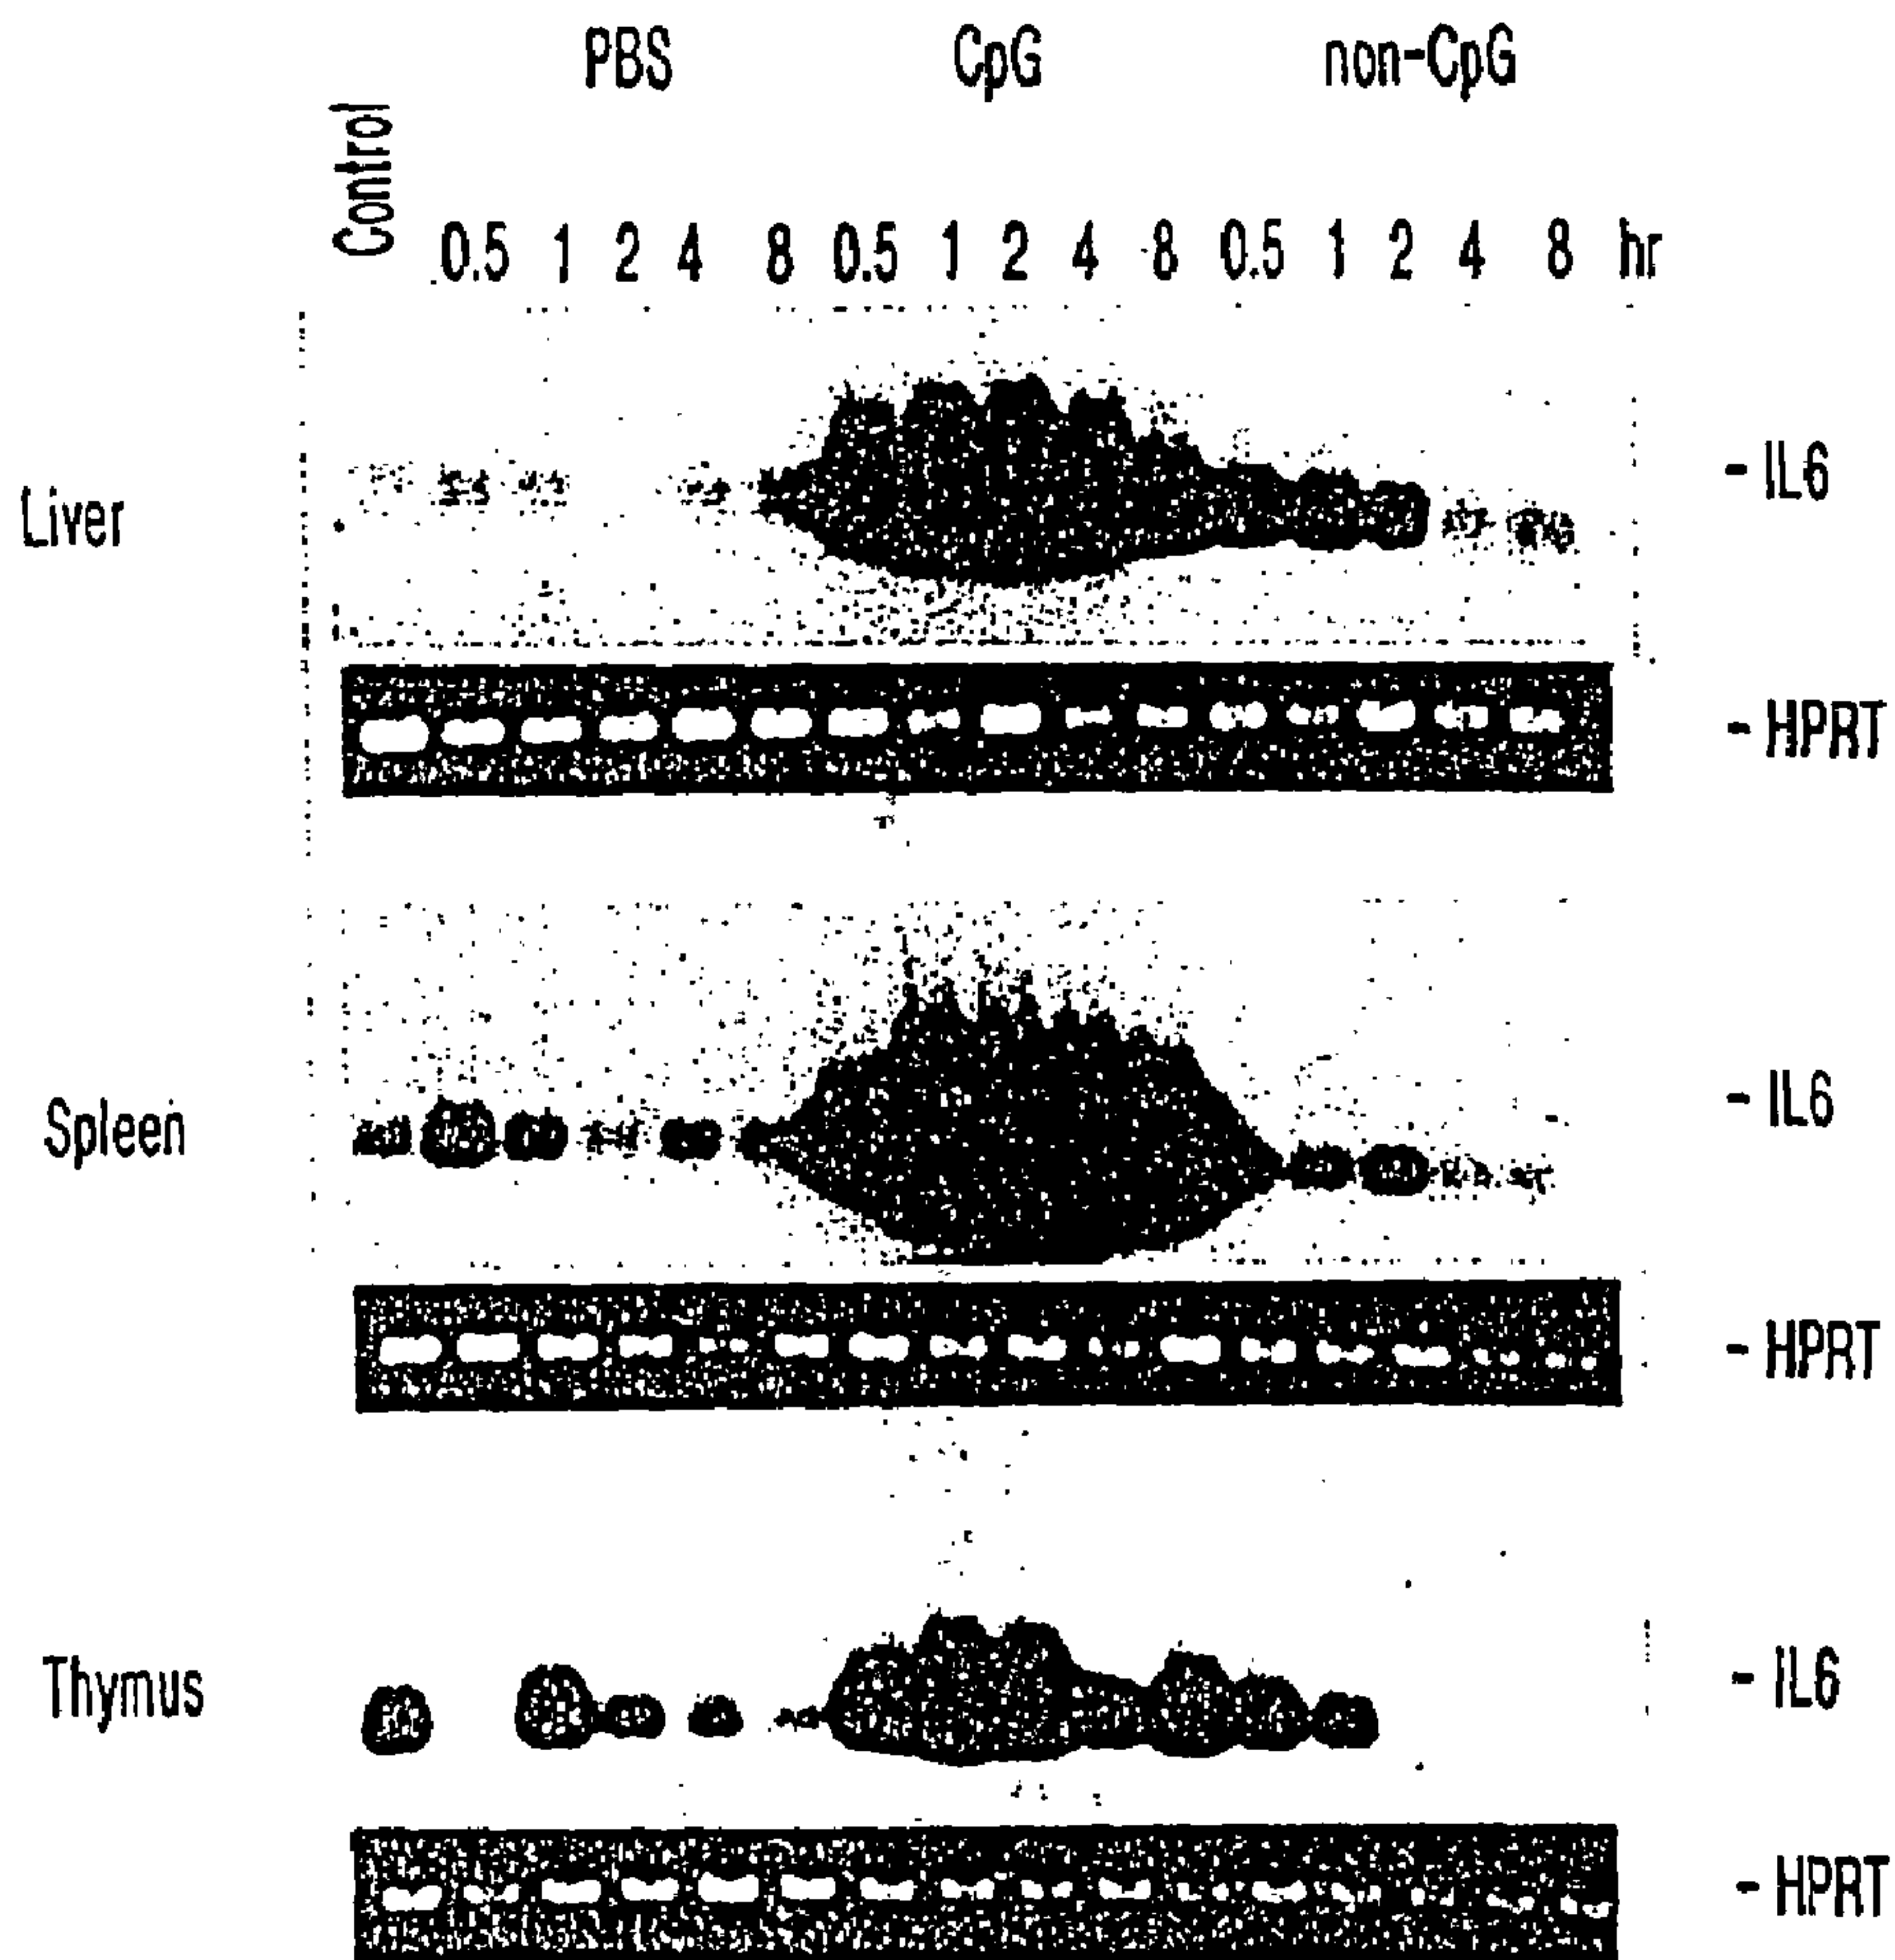 PBS CpG non-CpG
Control
0.5 1 2 4 8 0.5 1 2 4 8 0.5 1 2 4 8 hr
Liver
- IL6
- HPRT
Spleen
- IL6
- HPRT
Thymus
- IL6
- HPRT